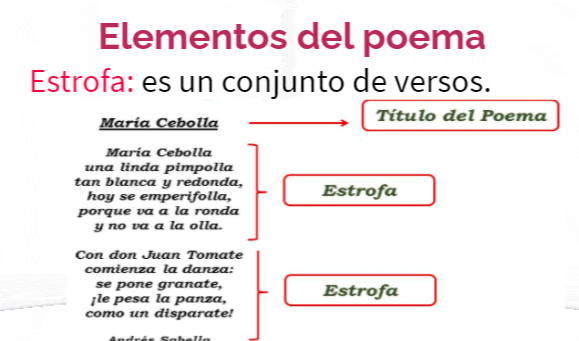 Elementos del poema
Estrofa: es un conjunto de versos.
María Cebolla
Título del Poema
María Cebolla
una linda pimpolla
tan blanca y redonda,
hoy se emperifolla,
porque va a la ronda
y no va a la olla.
Estrofa
Con don Juan Tomate
comienza la danza:
se pone granate,
¡le pesa la panza,
como un disparate!
Estrofa
Andrés Sabella